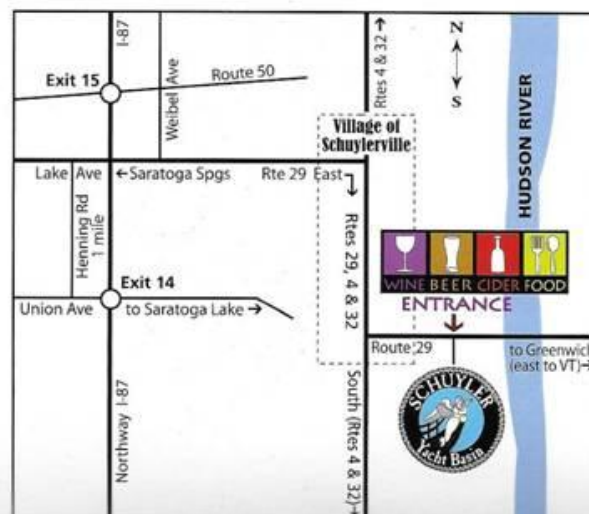 I-87
Rtes 4 & 32 →
N
S
Exit 15
Route 50
Weibel Ave
HUDSON RIVER
Village of
Schuylerville
Lake Ave
←Saratoga Spgs
Rte 29 East
Henning Rd
1 mile
Rtes 29, 4 & 32
WINE BEER CIDER FOOD
ENTRANCE
Exit 14
Union Ave
to Saratoga Lake →
Route 29
to Greenwich
(east to VT)→
Northway I-87
South (Rtes 4 & 32)→
SCHUYLER
Yacht Basin